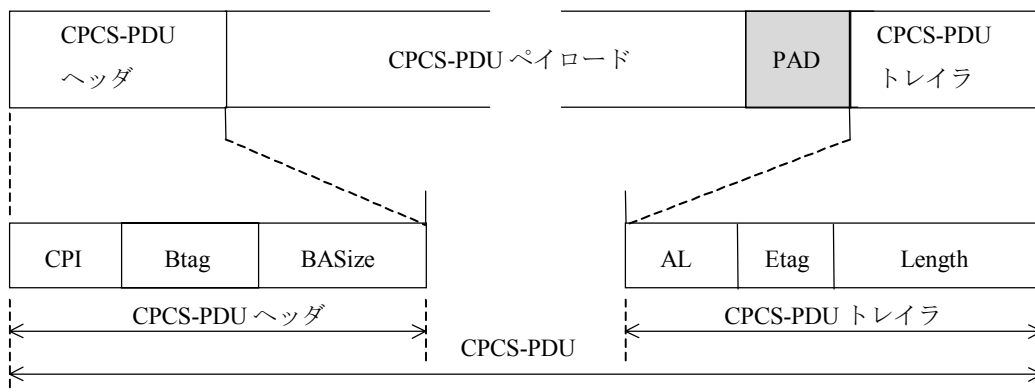 CPCS-PDU
ヘッダ
CPCS-PDU ペイロード
PAD
CPCS-PDU
トレイラ
CPI
Btag
BASize
AL
Etag
Length
CPCS-PDU ヘッダ
CPCS-PDU トレイラ
CPCS-PDU